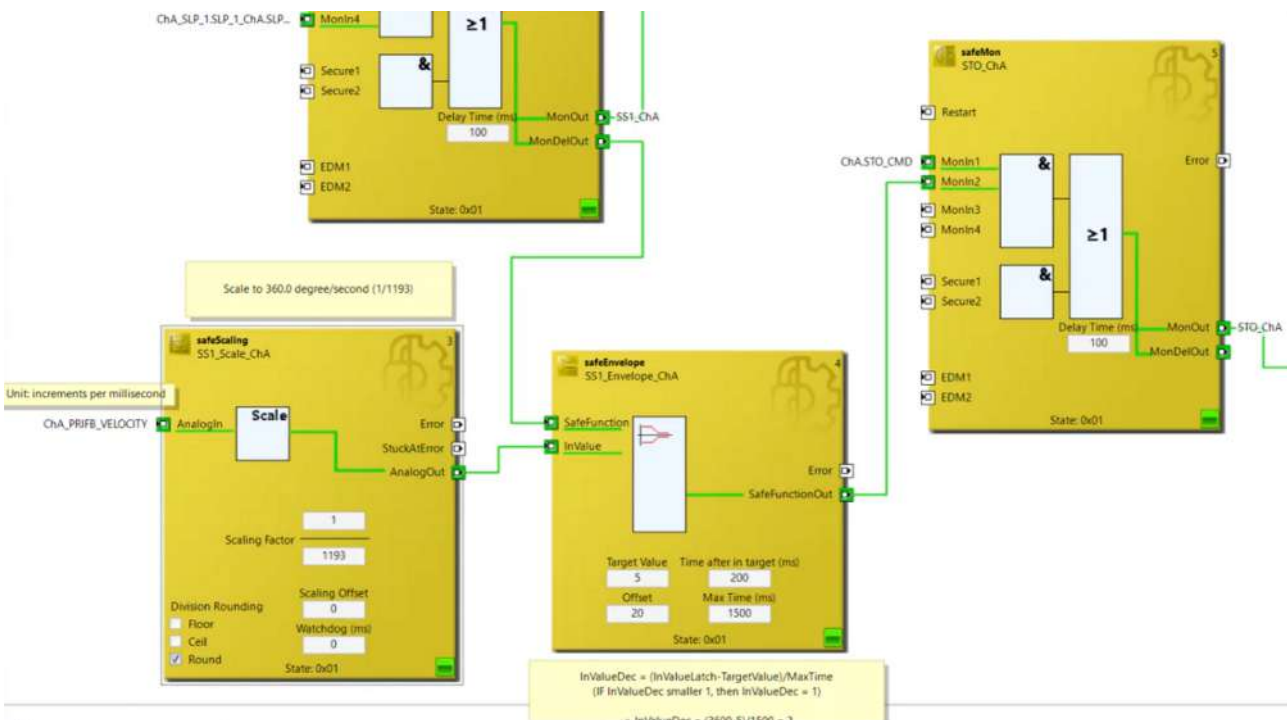 ChA_SLP_1.SLP_1_ChA.SLP...
MonIn4
≥1
Secure1
Secure2
&
Delay Time (ms
100
MonOut
SS1_ChA
MonDelOut
EDM1
EDM2
State: 0x01
safeMon
STO_ChA
5
Restart
ChA.STO_CMD
MonIn1
MonIn2
MonIn3
MonIn4
&
≥1
Error
Secure1
Secure2
&
Delay Time (ms
100
MonOut
STO_ChA
MonDelOut
EDM1
EDM2
State: 0x01
Scale to 360.0 degree/second (1/1193)
safeScaling
SS1_Scale_ChA
3
Unit: increments per millisecond
ChA_PRIFB_VELOCITY
AnalogIn
Scale
Error
StuckAtError
AnalogOut
Scaling Factor
1
1193
Division Rounding
Floor
Ceil
Round
Scaling Offset
0
Watchdog (ms)
0
State: 0x01
safeEnvelope
SS1_Envelope_ChA
4
SafeFunction
InValue
Error
SafeFunctionOut
Target Value
5
Time after in target (ms)
200
Offset
20
Max Time (ms)
1500
State: 0x01
InValueDec = (InValueLatch-TargetValue)/MaxTime
(IF InValueDec smaller 1, then InValueDec = 1)
InValueDec = (3600-5)/1500 = 2